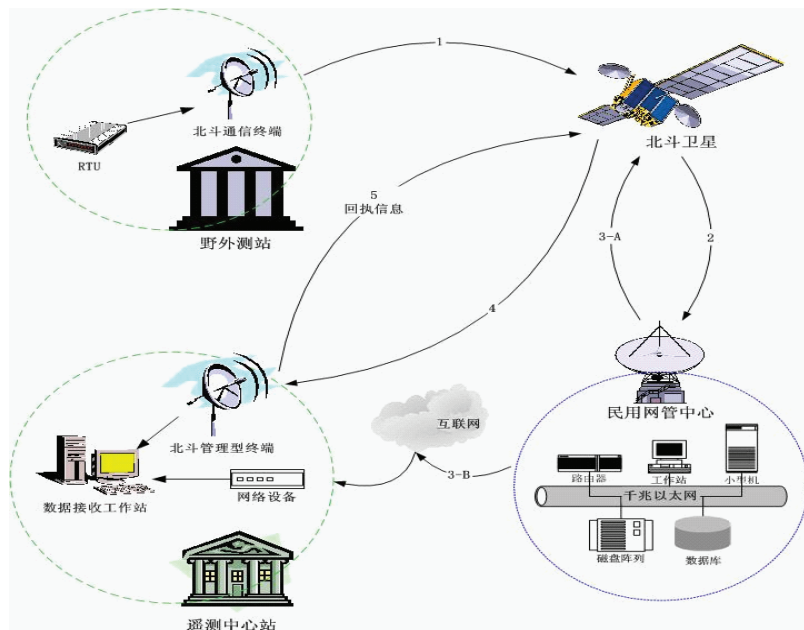 1
北斗通信终端
RTU
北斗卫星
野外测站
5
回执信息
3-A
2
4
民用网管中心
互联网
北斗管理型终端
3-B
路由器
工作站
小型机
数据接收工作站
网络设备
千兆以太网
磁盘阵列
数据库
遥测中心站